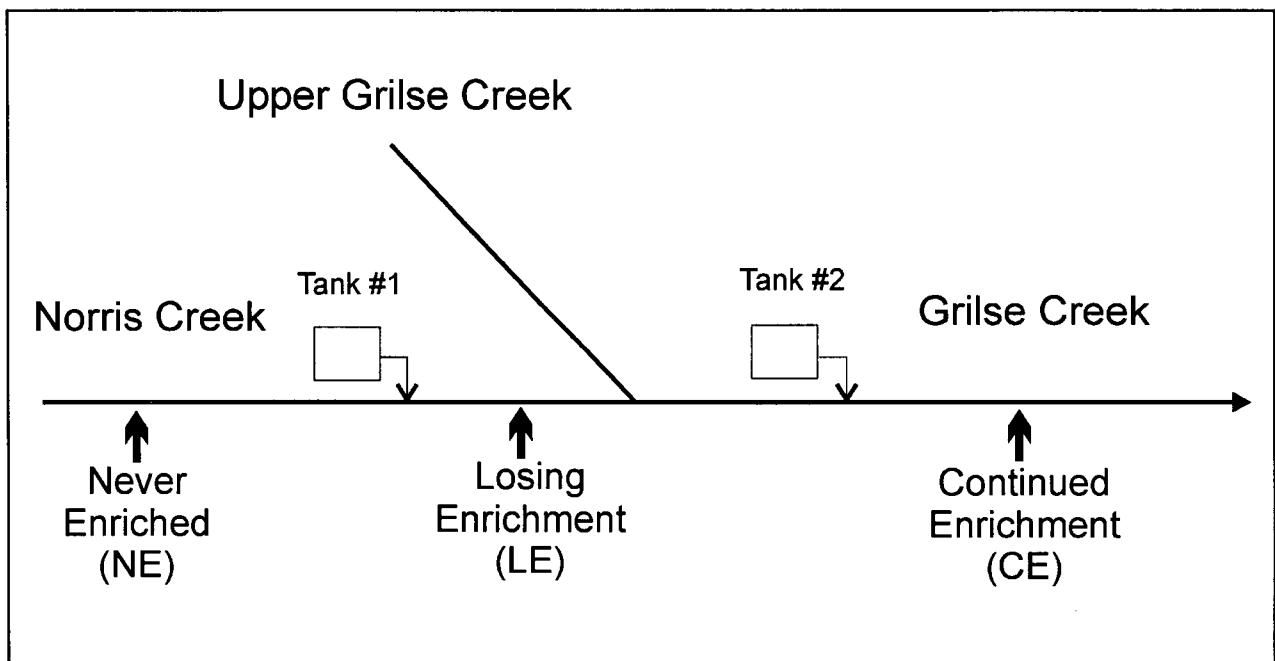 Upper Grilse Creek
Tank #1
Tank #2
Norris Creek
Grilse Creek
Never
Enriched
(NE)
Losing
Enrichment
(LE)
Continued
Enrichment
(CE)